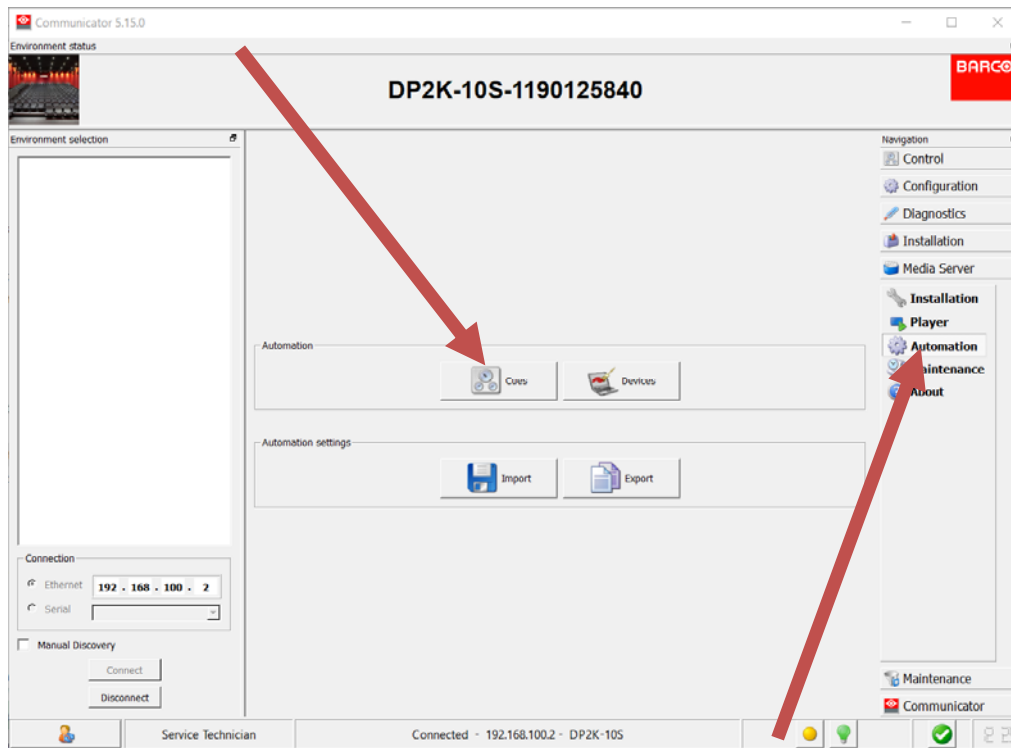 Communicator 5.15.0
Environment status
DP2K-10S-1190125840
BARCO
Environment selection
Navigation
Control
Configuration
Diagnostics
Installation
Media Server
Installation
Player
Automation
Maintenance
About
Automation
Cues
Devices
Automation settings
Import
Export
Connection
Ethernet
192 . 168 . 100 . 2
Serial
Manual Discovery
Connect
Disconnect
Maintenance
Communicator
Service Technician
Connected - 192.168.100.2 - DP2K-10S